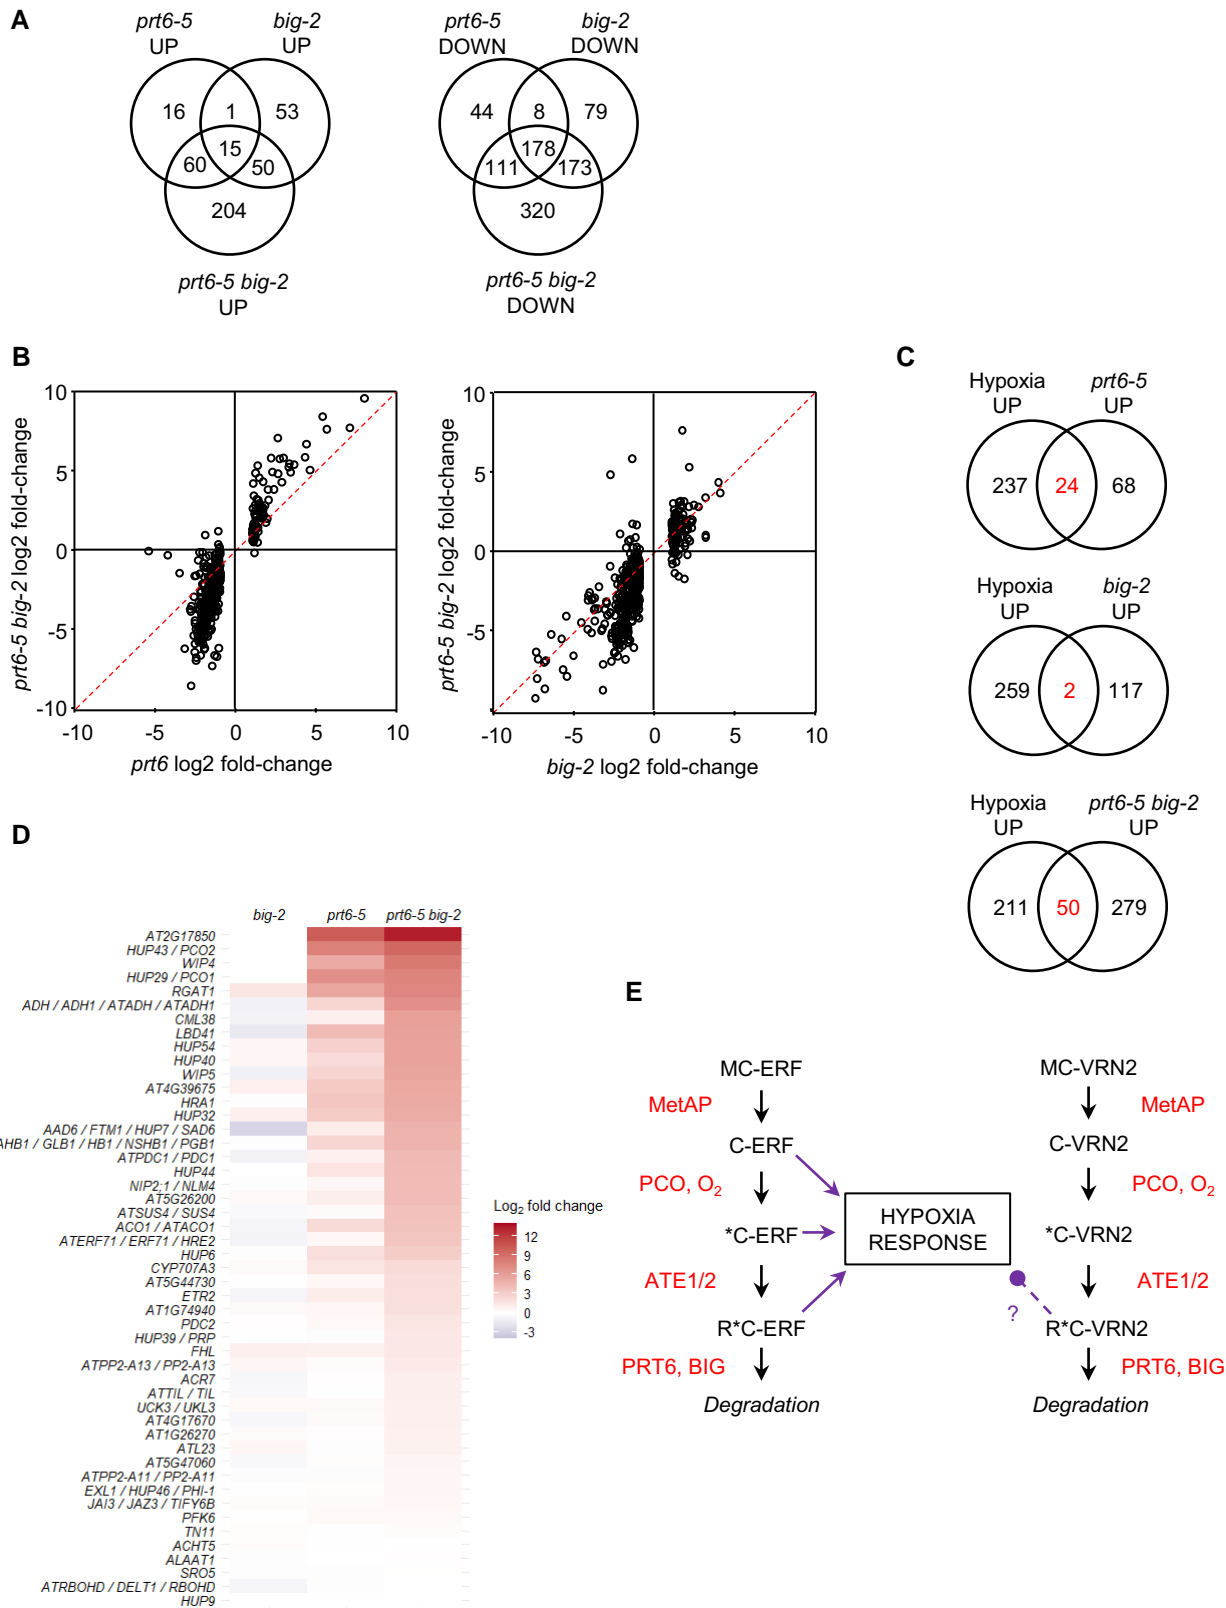 A
prt6-5
UP
big-2
UP
16
1
53
15
60
50
204
prt6-5 big-2
UP
prt6-5
DOWN
big-2
DOWN
44
8
79
178
111
173
320
prt6-5 big-2
DOWN
B
prt6-5 big-2 log2 fold-change
10
5
0
-5
-10
-10
-5
0
5
10
prt6 log2 fold-change
prt6-5 big-2 log2 fold-change
10
5
0
-5
-10
-5
0
5
10
big-2 log2 fold-change
C
Hypoxia
UP
prt6-5
UP
237
24
68
Hypoxia
UP
big-2
UP
259
2
117
Hypoxia
UP
prt6-5 big-2
UP
211
50
279
D
big-2
prt6-5
prt6-5 big-2
AT2G17850
HUP43 / PCO2
WIP4
HUP29 / PCO1
RGAT1
ADH / ADH1 / ATADH / ATADH1
CML38
LBD41
HUP54
HUP40
WIP5
AT4G39675
HRA1
HUP32
AAD6 / FTM1 / HUP7 / SAD6
AHB1 / GLB1 / HB1 / NSHB1 / PGB1
ATPDC1 / PDC1
HUP44
NIP2;1 / NLM4
AT5G26200
ATSUS4 / SUS4
ACO1 / ATACO1
ATERF71 / ERF71 / HRE2
HUP6
CYP707A3
AT5G44730
ETR2
AT1G74940
PDC2
HUP39 / PRP
FHL
ATPP2-A13 / PP2-A13
ACR7
ATTIL / TIL
UCK3 / UKL3
AT4G17670
AT1G26270
ATL23
AT5G47060
ATPP2-A11 / PP2-A11
EXL1 / HUP46 / PHI-1
JAI3 / JAZ3 / TIFY6B
PFK6
TN11
ACHT5
ALAAT1
SRO5
ATRBOHD / DELT1 / RBOHD
HUP9
Log2 fold change
12
9
6
3
0
-3
E
MC-ERF
MetAP
C-ERF
PCO, O2
*C-ERF
ATE1/2
R*C-ERF
PRT6, BIG
Degradation
HYPOXIA
RESPONSE
?
MC-VRN2
MetAP
C-VRN2
PCO, O2
*C-VRN2
ATE1/2
R*C-VRN2
PRT6, BIG
Degradation